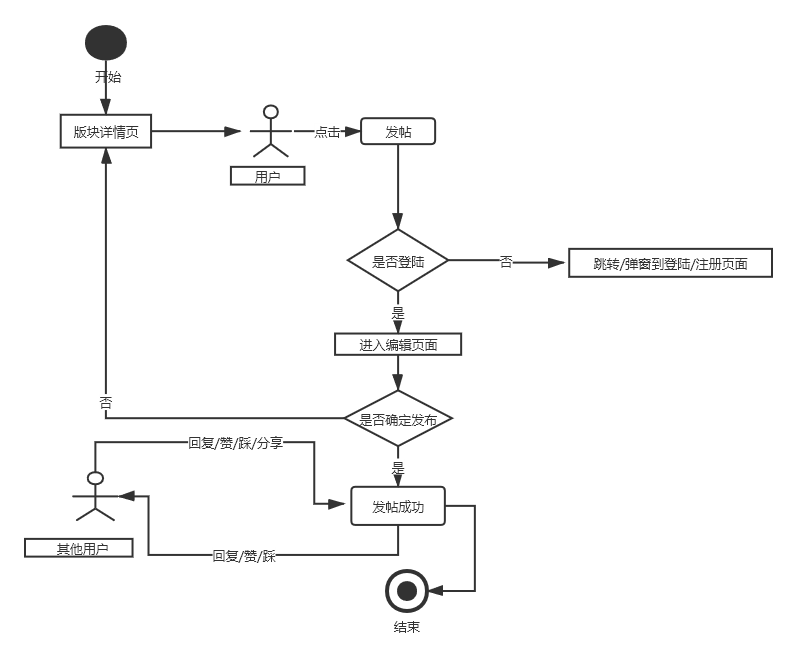 开始
版块详情页
点击
发帖
用户
是否登陆
否
跳转/弹窗到登陆/注册页面
是
进入编辑页面
否
是否确定发布
回复/赞/踩/分享
是
发帖成功
其他用户
回复/赞/踩
结束